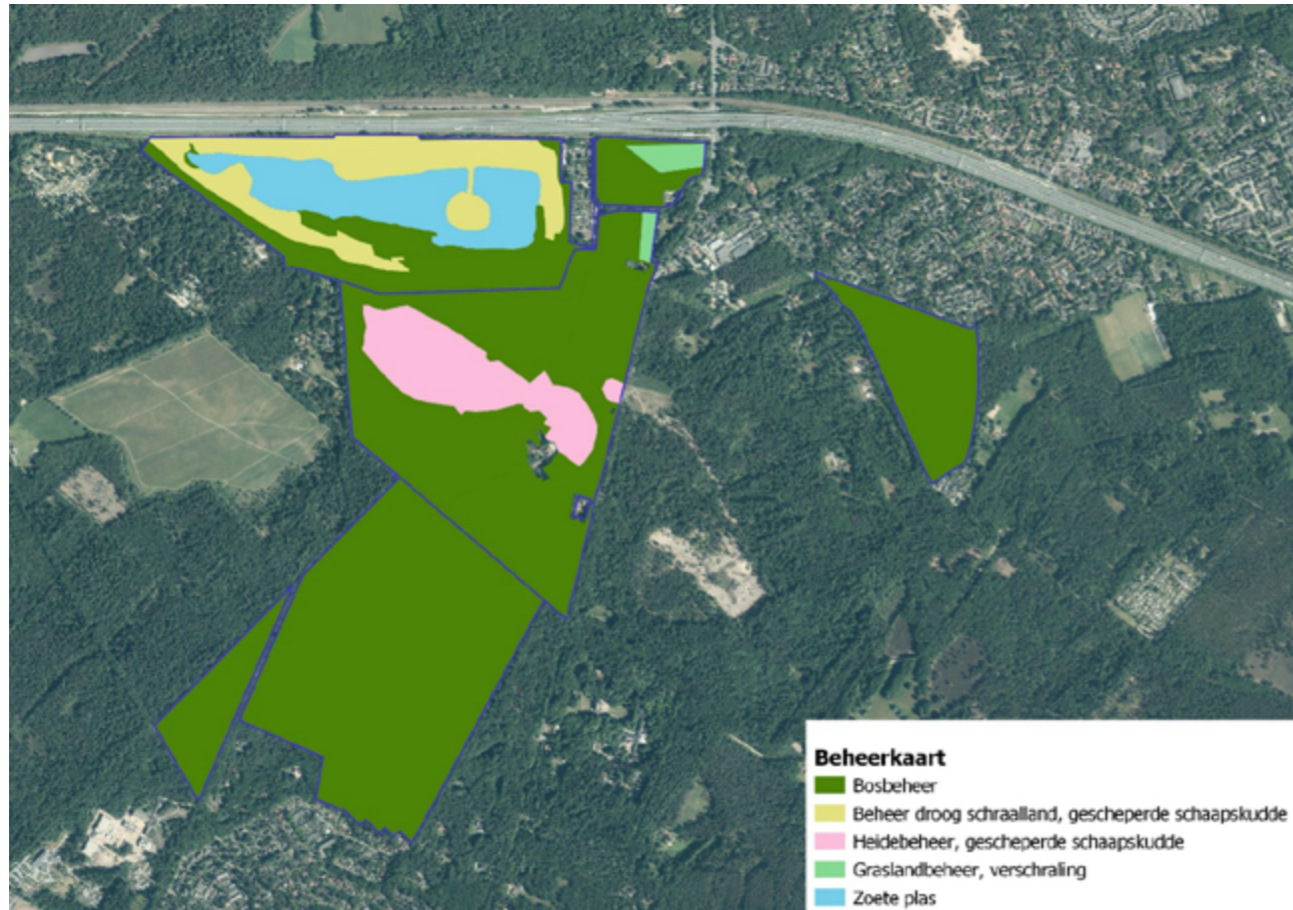 Beheerkaart
Bosbeheer
Beheer droog schraalland, gescheperde schaapskudde
Heidebeheer, gescheperde schaapskudde
Graslandbeheer, verschraling
Zoete plas